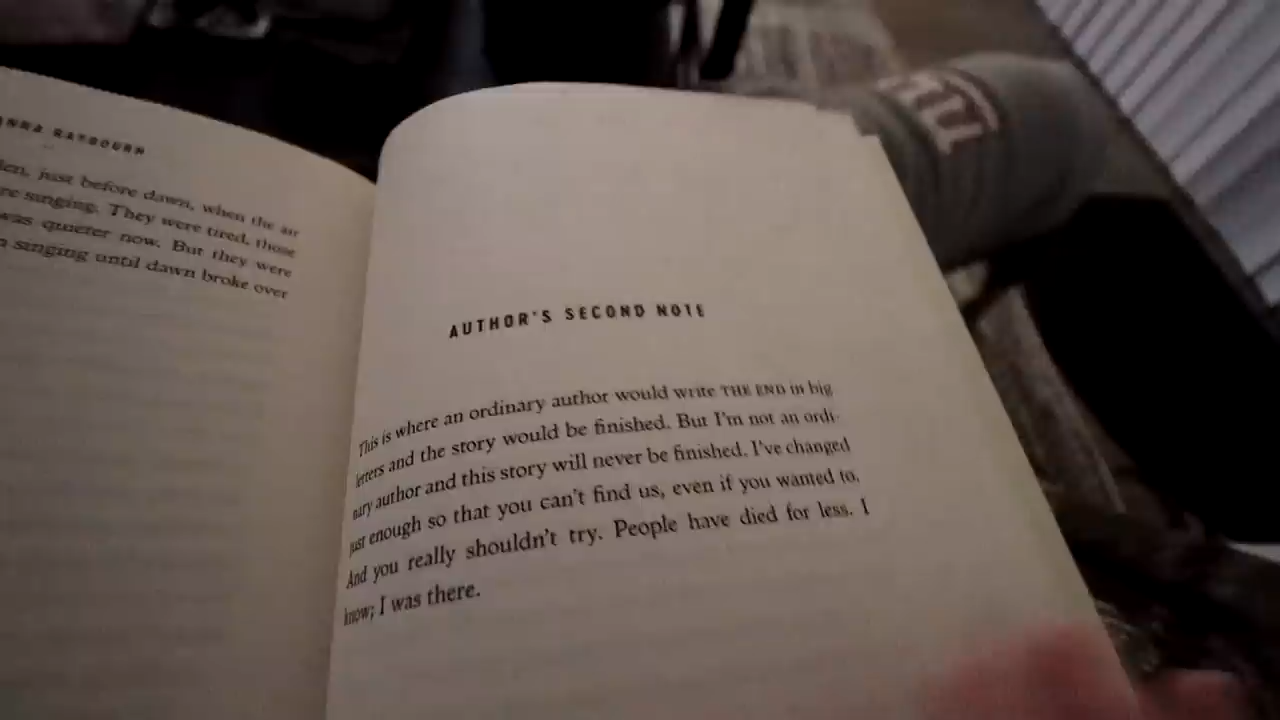 ANNA RAYBOURN
den, just before dawn, when the air
re singing. They were tired, those
was quieter now. But they were
singing until dawn broke over
AUTHOR'S SECOND NOTE
This is where an ordinary author would write THE END in big
letters and the story would be finished. But I'm not an ordi-
nary author and this story will never be finished. I've changed
just enough so that you can't find us, even if you wanted to.
And you really shouldn't try. People have died for less. I
know; I was there.